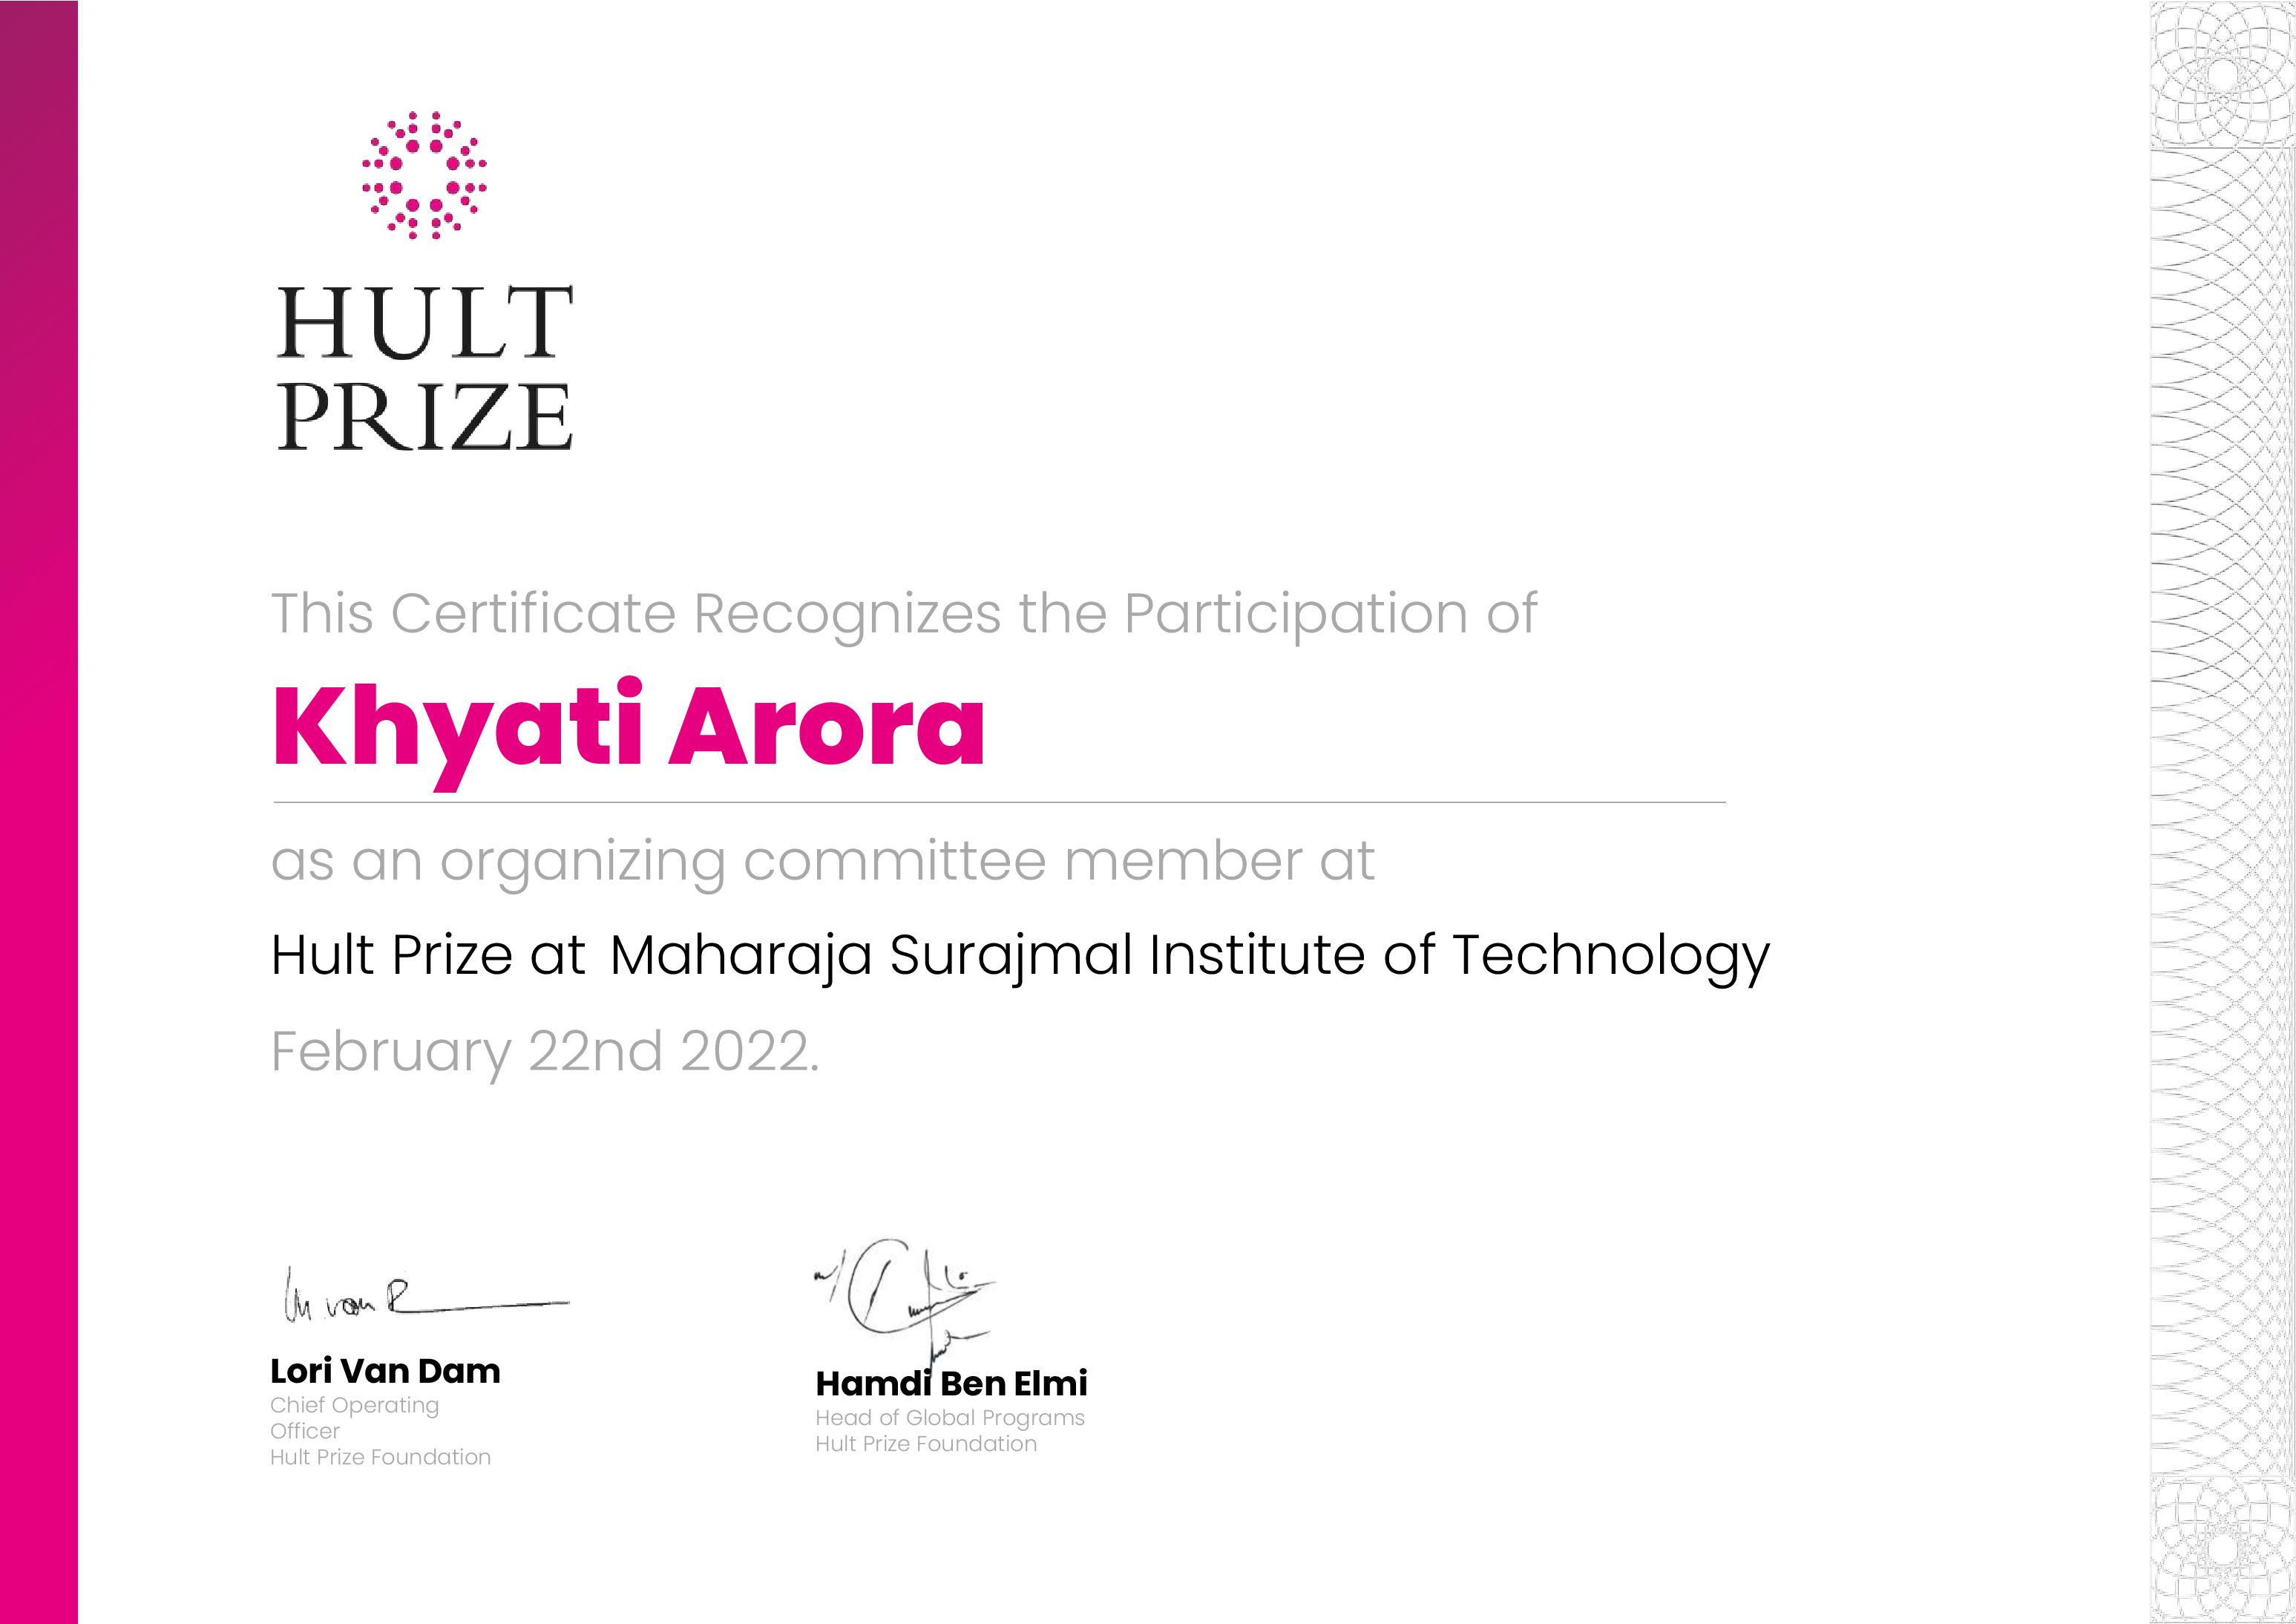 HULT
PRIZE
This Certificate Recognizes the Participation of
Khyati Arora
as an organizing committee member at
Hult Prize at Maharaja Surajmal Institute of Technology
February 22nd 2022.
Lori Van Dam
Chief Operating
Officer
Hult Prize Foundation
Hamdi Ben Elmi
Head of Global Programs
Hult Prize Foundation